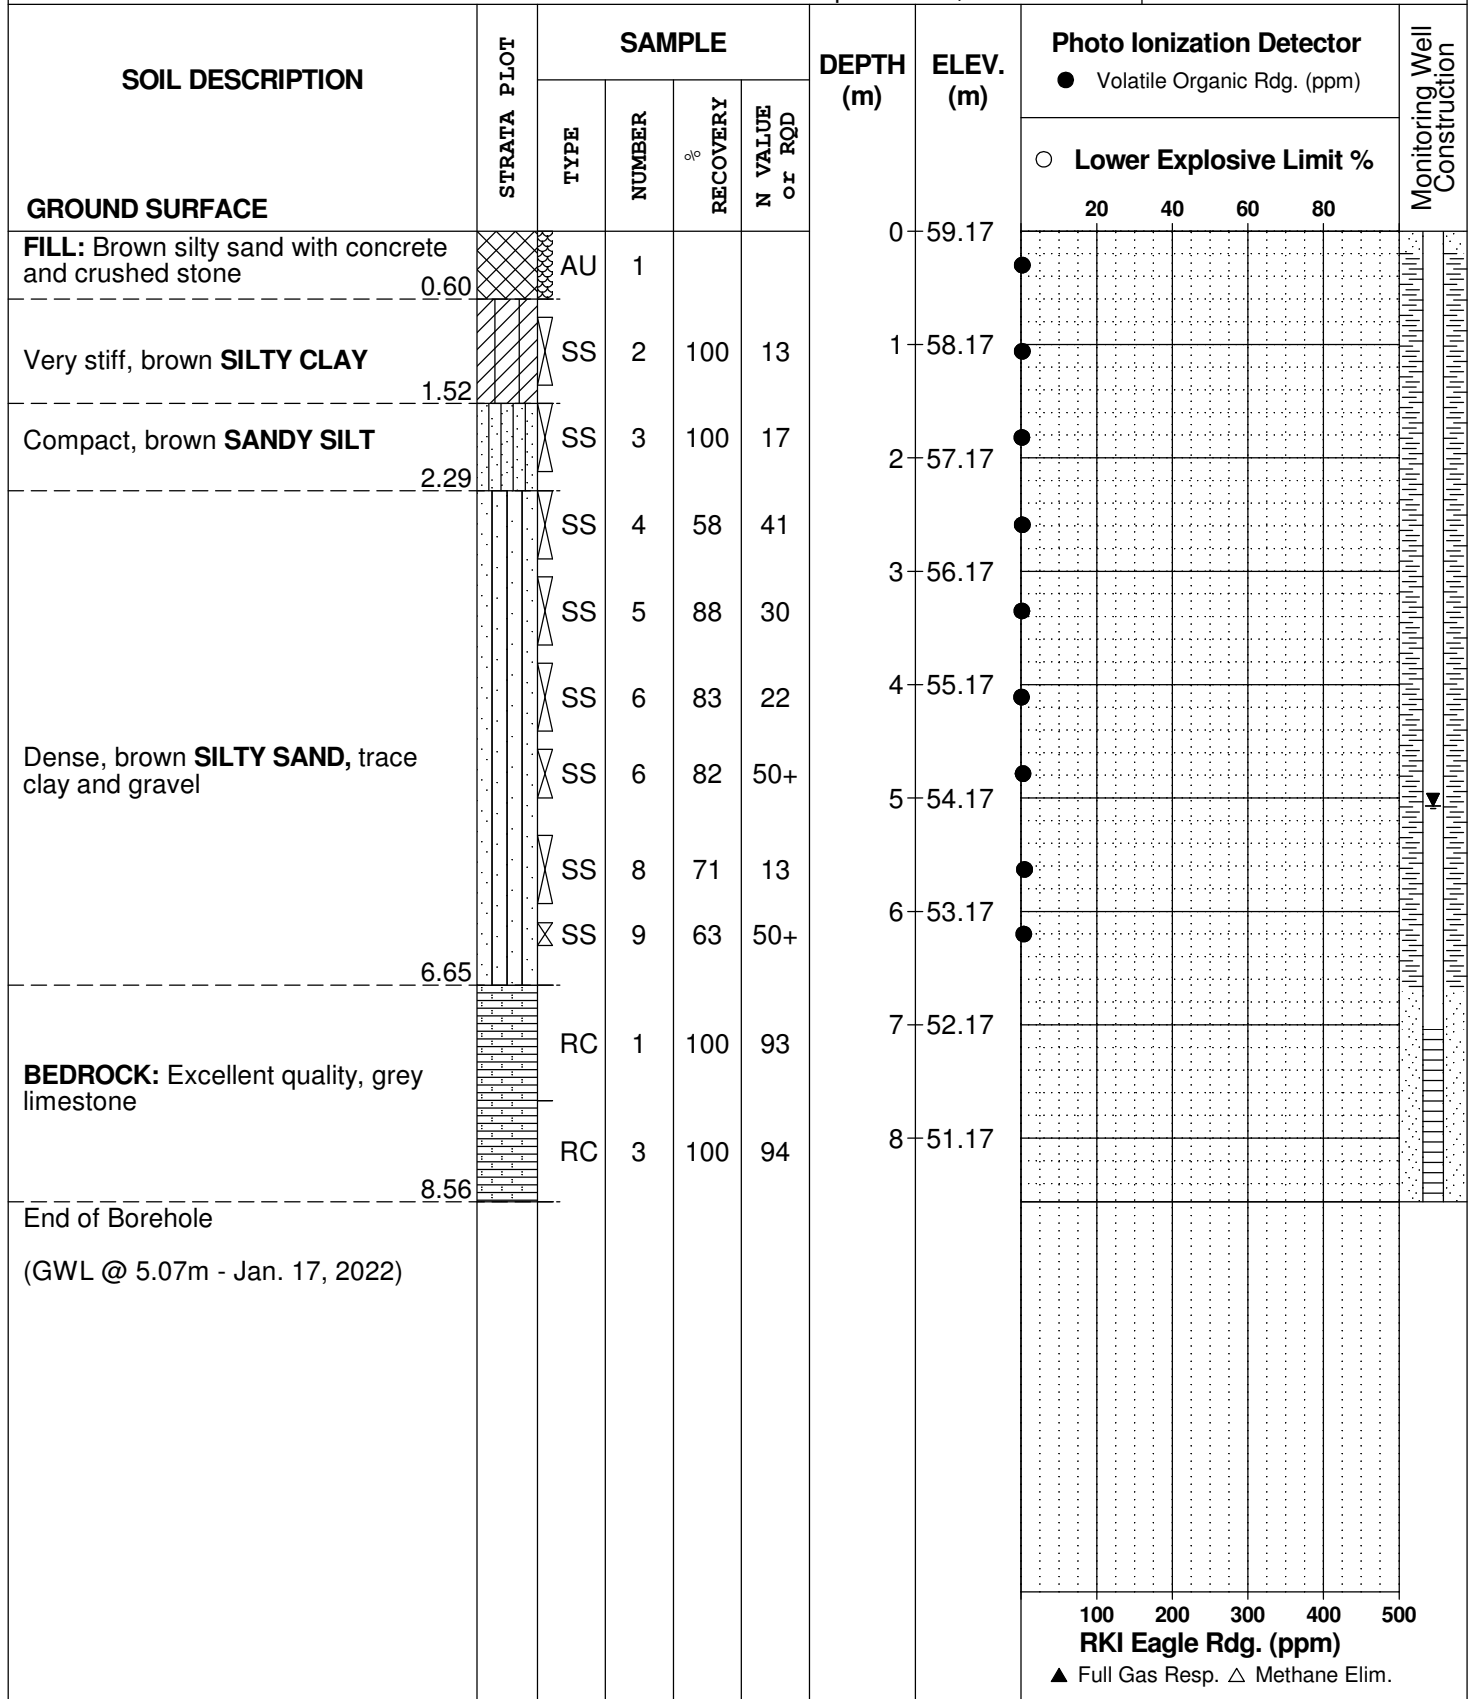 SOIL DESCRIPTION
GROUND SURFACE
STRATA PLOT
SAMPLE
TYPE
NUMBER
%
RECOVERY
N VALUE
or RQD
DEPTH
(m)
ELEV.
(m)
Photo Ionization Detector
● Volatile Organic Rdg. (ppm)
○ Lower Explosive Limit %
20 40 60 80
Monitoring Well
Construction
0 59.17
FILL: Brown silty sand with concrete
and crushed stone
0.60
AU 1
Very stiff, brown SILTY CLAY
1.52
SS 2 100 13
1 58.17
Compact, brown SANDY SILT
2.29
SS 3 100 17
2 57.17
SS 4 58 41
3 56.17
SS 5 88 30
SS 6 83 22
4 55.17
Dense, brown SILTY SAND, trace
clay and gravel
SS 6 82 50+
5 54.17
SS 8 71 13
6 53.17
SS 9 63 50+
6.65
7 52.17
RC 1 100 93
BEDROCK: Excellent quality, grey
limestone
RC 3 100 94
8 51.17
8.56
End of Borehole
(GWL @ 5.07m - Jan. 17, 2022)
100 200 300 400 500
RKI Eagle Rdg. (ppm)
▲ Full Gas Resp. △ Methane Elim.